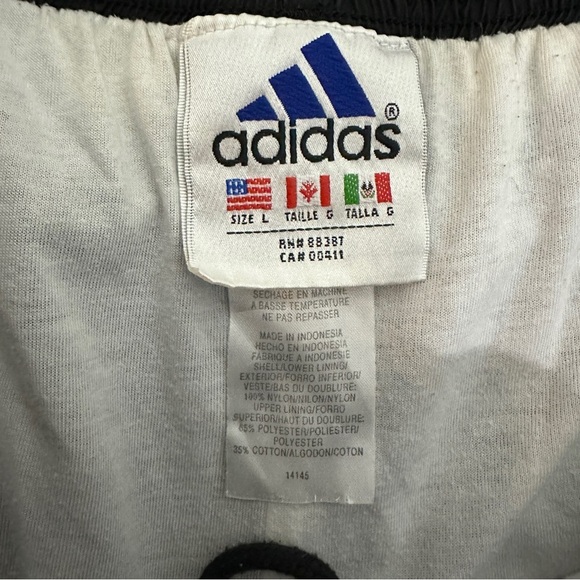 adidas®
SIZE L TAILLE G TALLA G
RN# 88387
CA# 00411
SECHAGE EN MACHINE
A BASSE TEMPERATURE
NE PAS REPASSER
MADE IN INDONESIA
HECHO EN INDONESIA
FABRIQUE A INDONESIE
SHELL/LOWER LINING/
EXTERIOR/FORRO INFERIOR/
VESTE/BAS DU DOUBLURE:
100% NYLON/NILON/NYLON
UPPER LINING/FORRO
SUPERIOR/HAUT DU DOUBLURE:
65% POLYESTER/POLIESTER/
POLYESTER
35% COTTON/ALGODON/COTON
14145